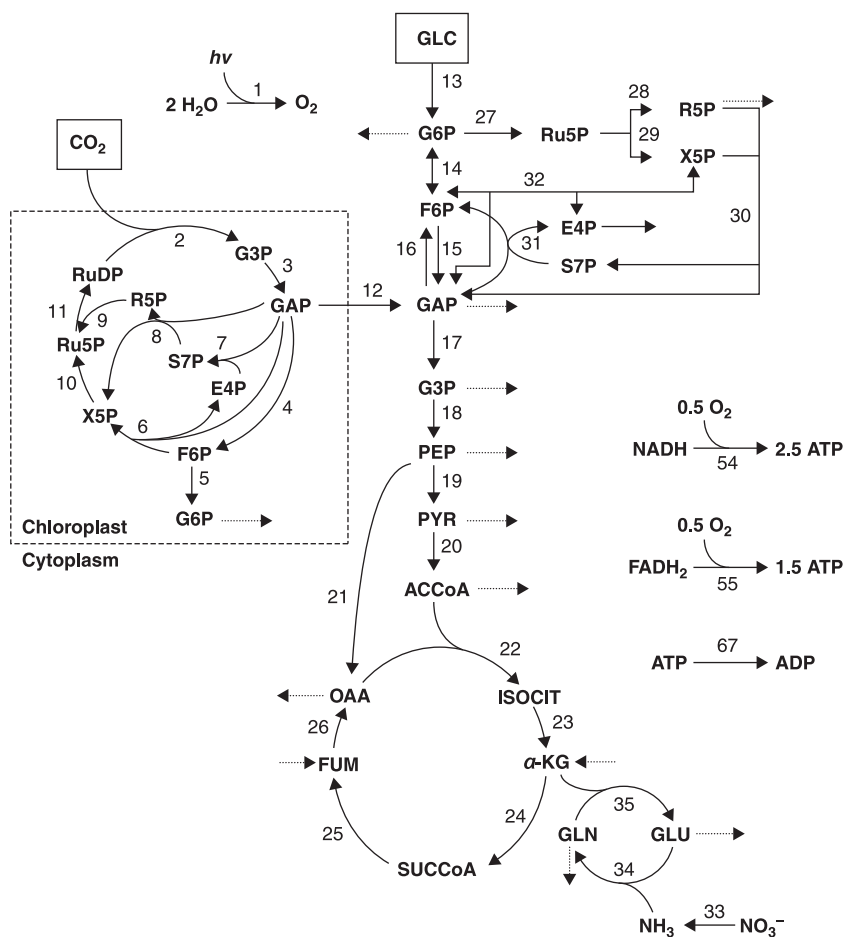 GLC
hv
1
2 H₂O
O₂
13
CO₂
G6P
27
Ru5P
28
29
R5P
X5P
14
32
30
F6P
2
G3P
3
RuDP
11
R5P
9
8
GAP
12
16
15
31
E4P
S7P
GAP
Ru5P
10
S7P
7
E4P
4
17
X5P
6
F6P
5
G6P
Chloroplast
Cytoplasm
G3P
18
PEP
19
PYR
20
ACCoA
21
22
0.5 O₂
NADH
54
2.5 ATP
0.5 O₂
FADH₂
55
1.5 ATP
67
ATP
ADP
OAA
ISOCIT
26
23
FUM
α-KG
25
24
35
SUCCoA
GLN
GLU
34
NH₃
33
NO₃⁻